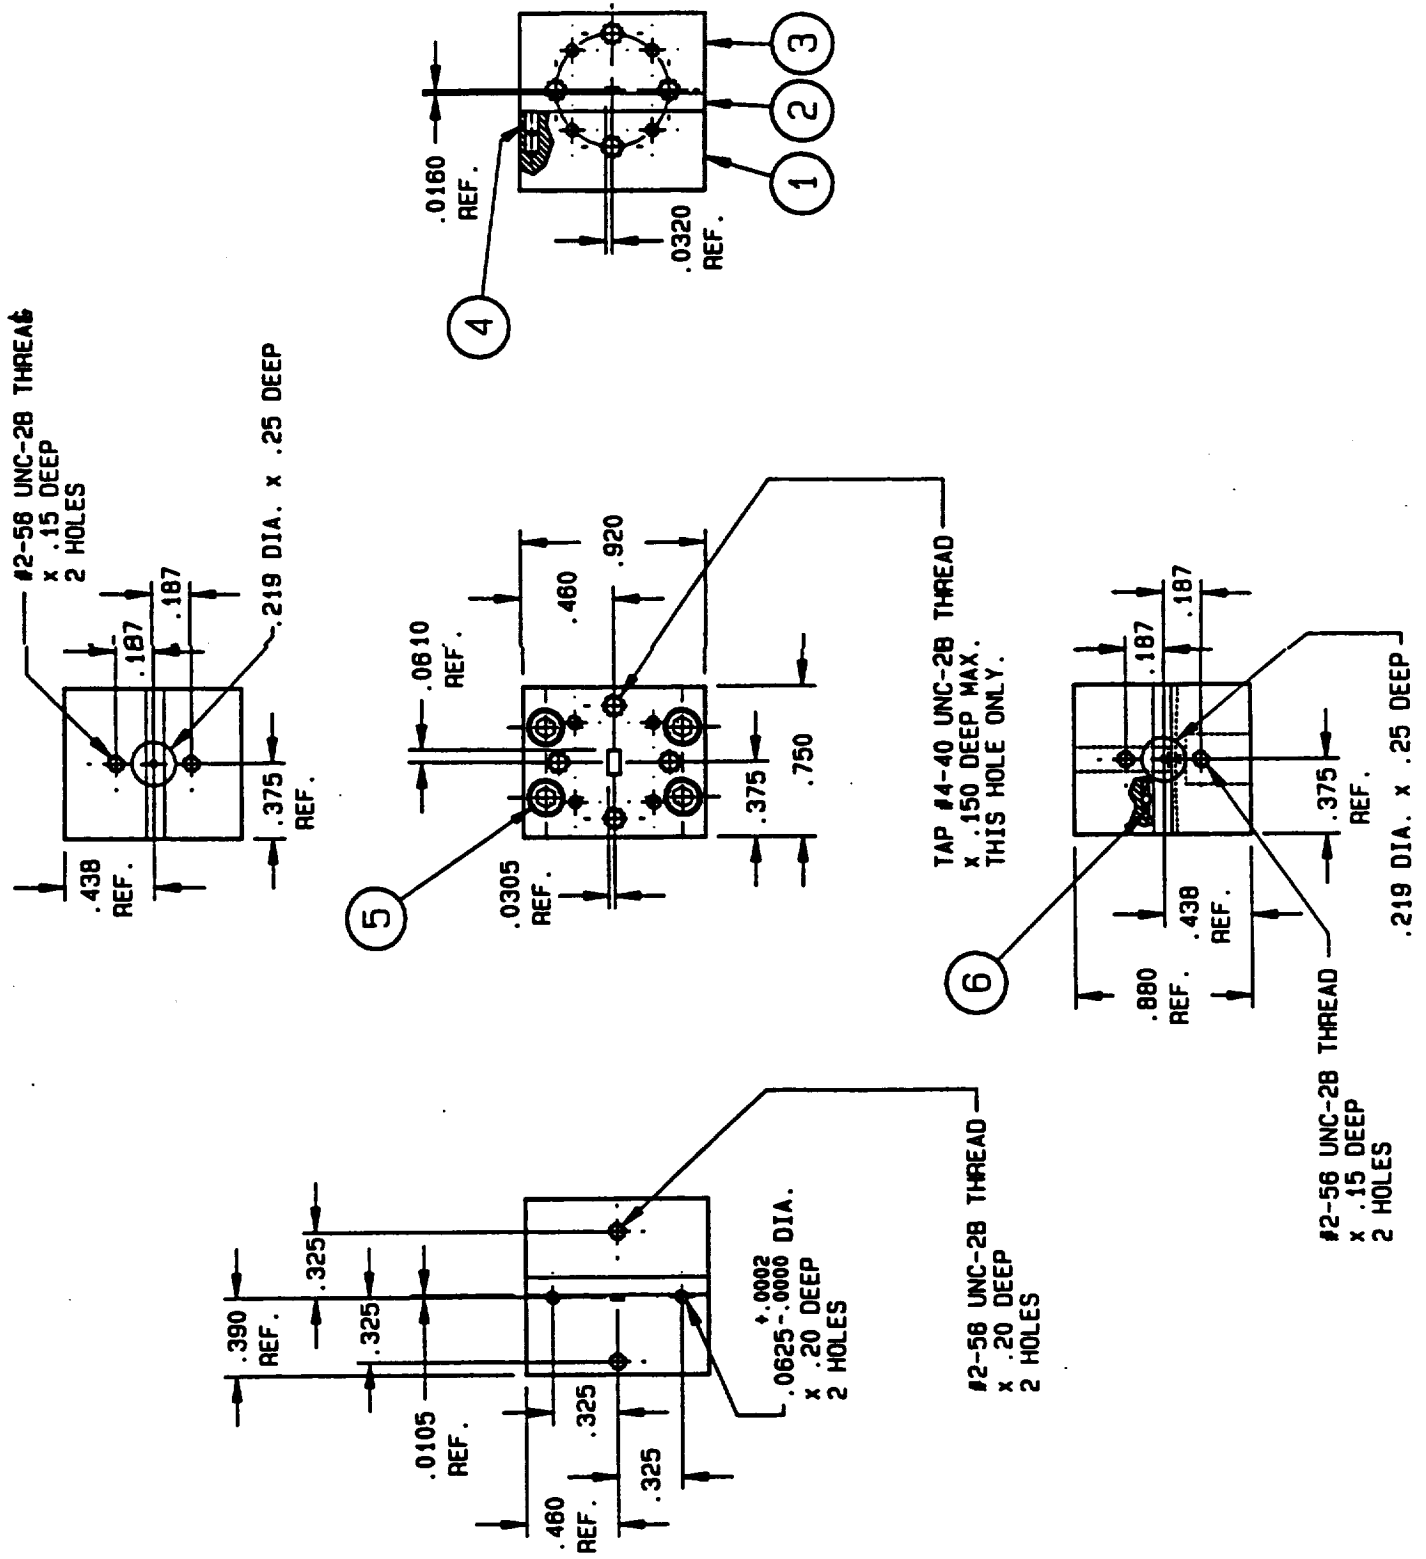 #2-56 UNC-2B THREAD
x .15 DEEP
2 HOLES
.219 DIA. x .25 DEEP
.187
.187
.438
REF.
.375
REF.
.0160
REF.
.0320
REF.
4
3
2
1
.0610
REF.
.460
.920
.0305
REF.
.375
.750
5
TAP #4-40 UNC-2B THREAD
x .150 DEEP MAX.
THIS HOLE ONLY.
.390
REF.
.325
.325
.0105
REF.
.460
REF.
.325
.325
+.0002
.0625-.0000 DIA.
x .20 DEEP
2 HOLES
#2-56 UNC-2B THREAD
x .20 DEEP
2 HOLES
6
.187
.187
.880
REF.
.438
REF.
.375
REF.
#2-56 UNC-2B THREAD
x .15 DEEP
2 HOLES
.219 DIA. x .25 DEEP